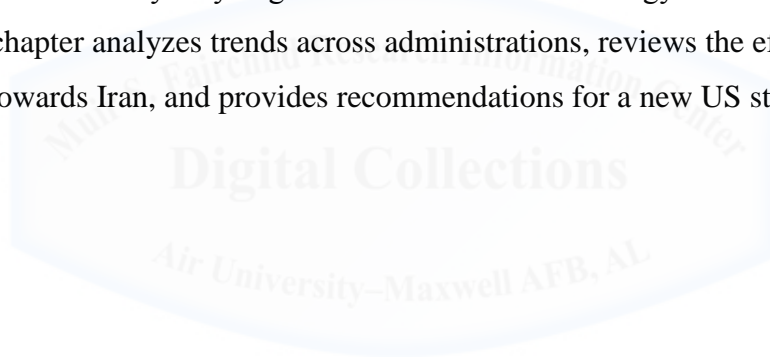 chapter analyzes trends across administrations, reviews the
owards Iran, and provides recommendations for a new US
Muir S. Fairchild Research Information Center
Digital Collections
Air University–Maxwell AFB, AL